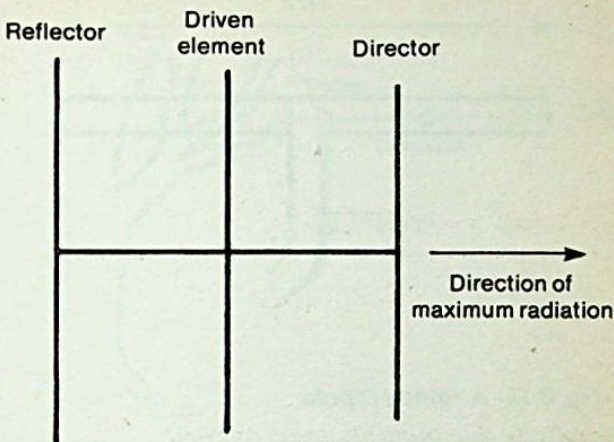 Reflector
Driven
element
Director
Direction of
maximum radiation